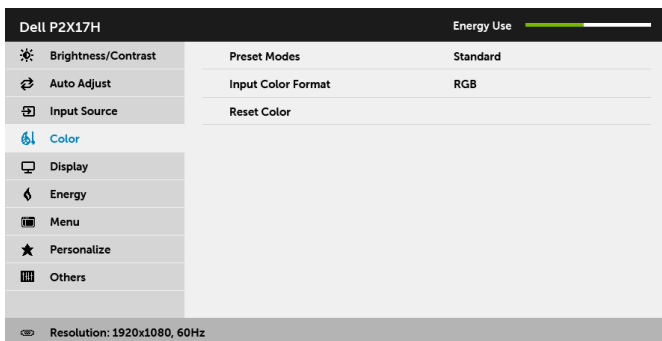 Dell P2X17H Energy Use
Brightness/Contrast Preset Modes Standard
Auto Adjust Input Color Format RGB
Input Source Reset Color
Color
Display
Energy
Menu
Personalize
Others
Resolution: 1920x1080, 60Hz